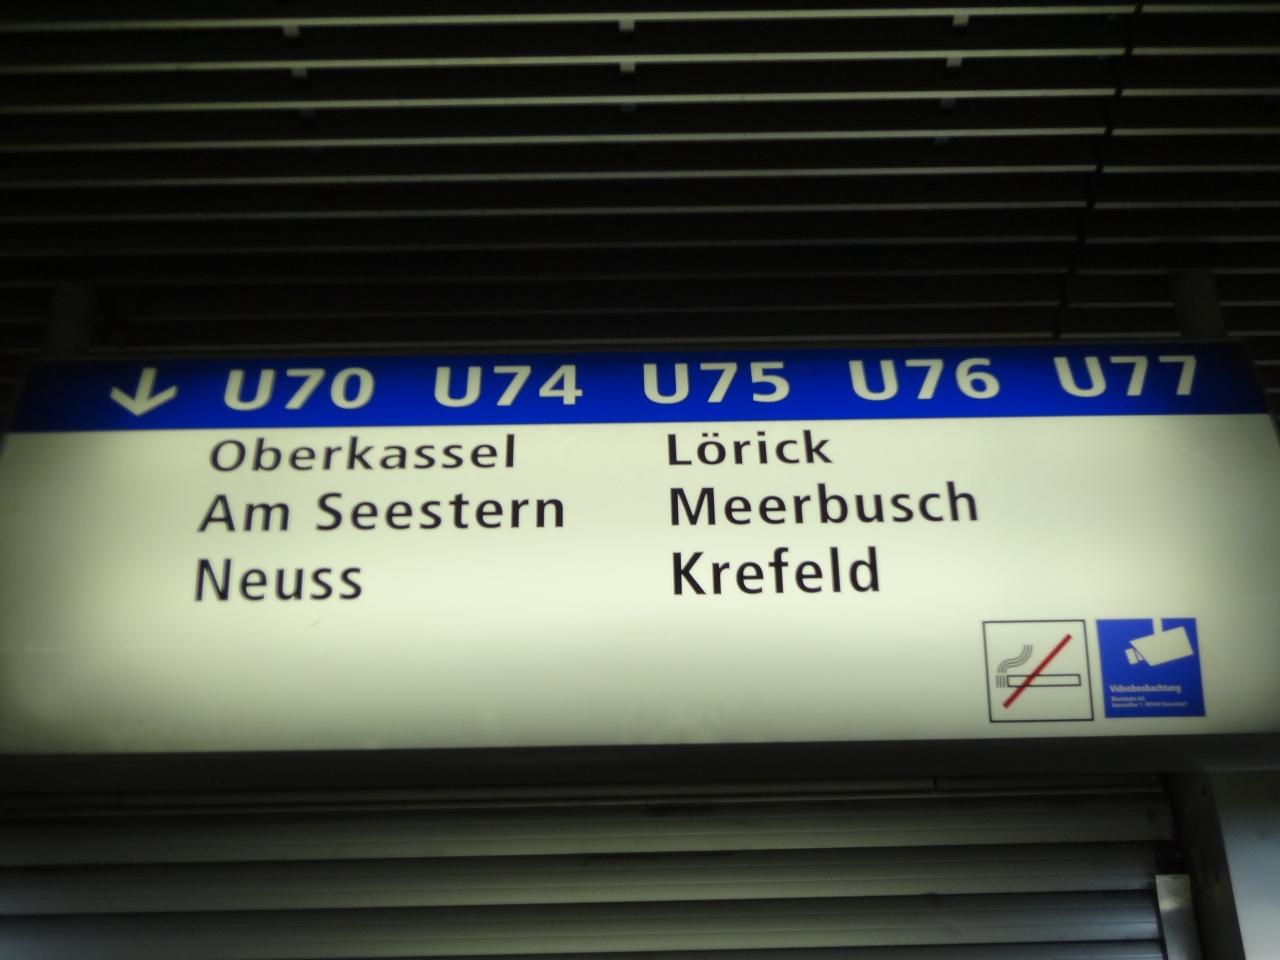 U70 U74 U75 U76 U77
Oberkassel
Am Seestern
Neuss
Lörick
Meerbusch
Krefeld
Videobeobachtung